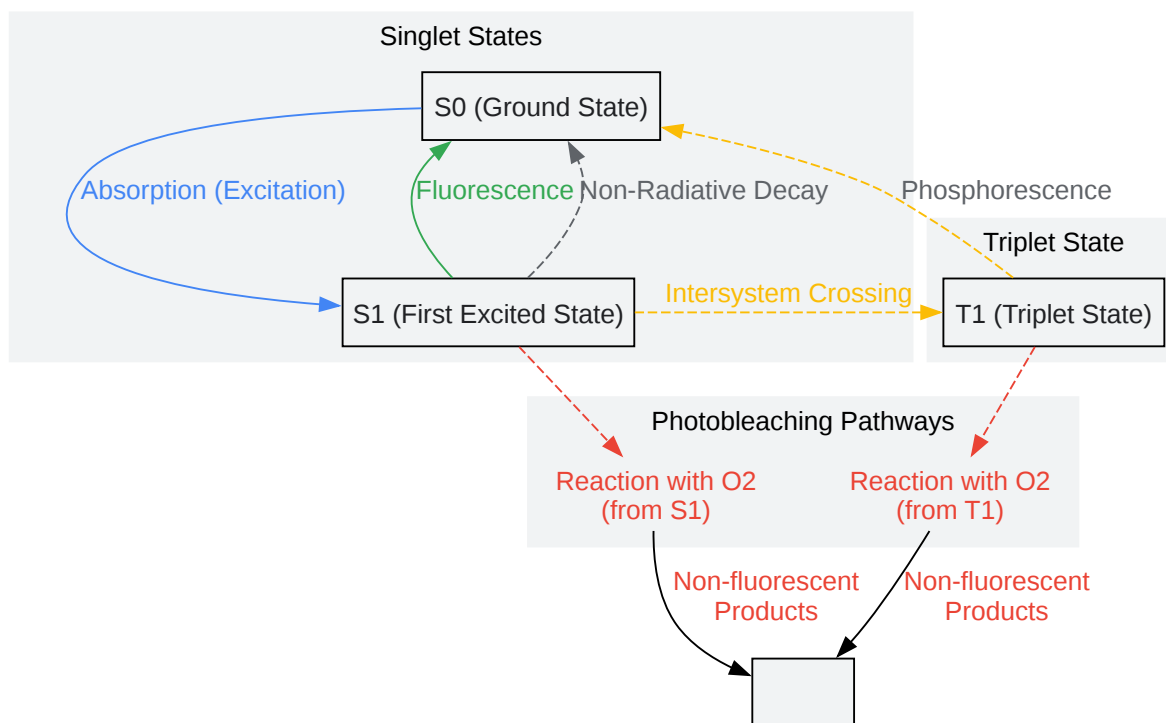 Singlet States
S0 (Ground State)
Absorption (Excitation)
Fluorescence
Non-Radiative Decay
Phosphorescence
Triplet State
Intersystem Crossing
S1 (First Excited State)
T1 (Triplet State)
Photobleaching Pathways
Reaction with O2
(from S1)
Reaction with O2
(from T1)
Non-fluorescent
Products
Non-fluorescent
Products